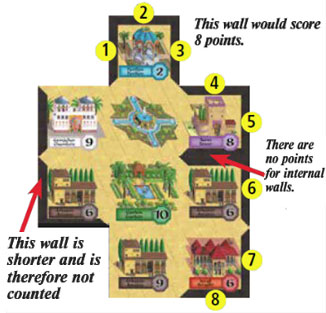 2
This wall would score
8 points.
1
3
2
4
5
9
8
There are
no points
for internal
walls.
6
6
10
6
This wall is
shorter and is
therefore not
counted
7
9
6
8